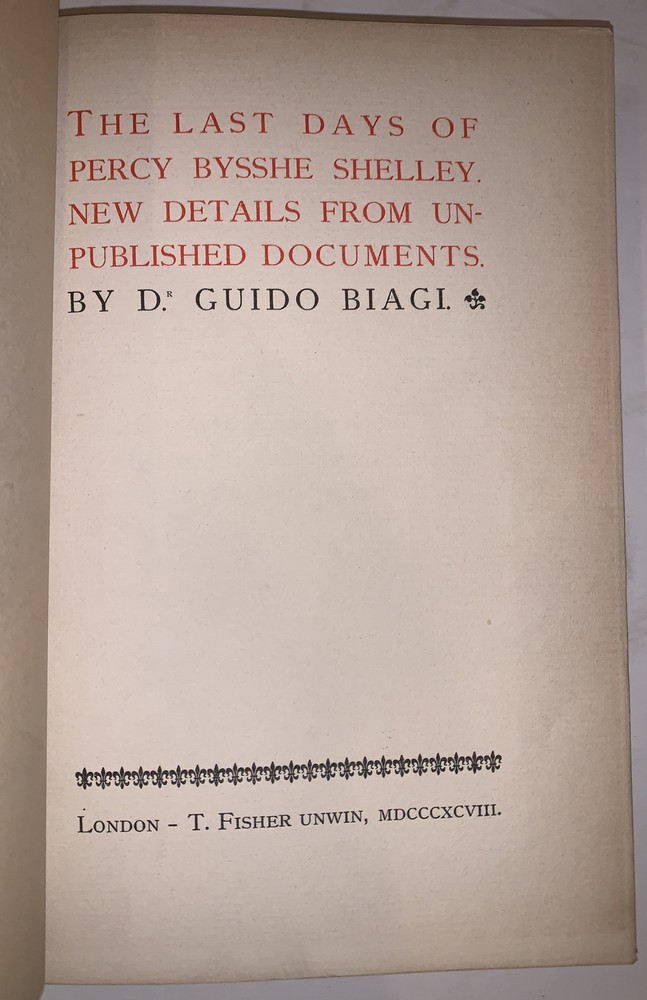 THE LAST DAYS OF
PERCY BYSSHE SHELLEY.
NEW DETAILS FROM UN-
PUBLISHED DOCUMENTS.
BY D.R GUIDO BIAGI.
LONDON – T. FISHER UNWIN, MDCCCXCVIII.